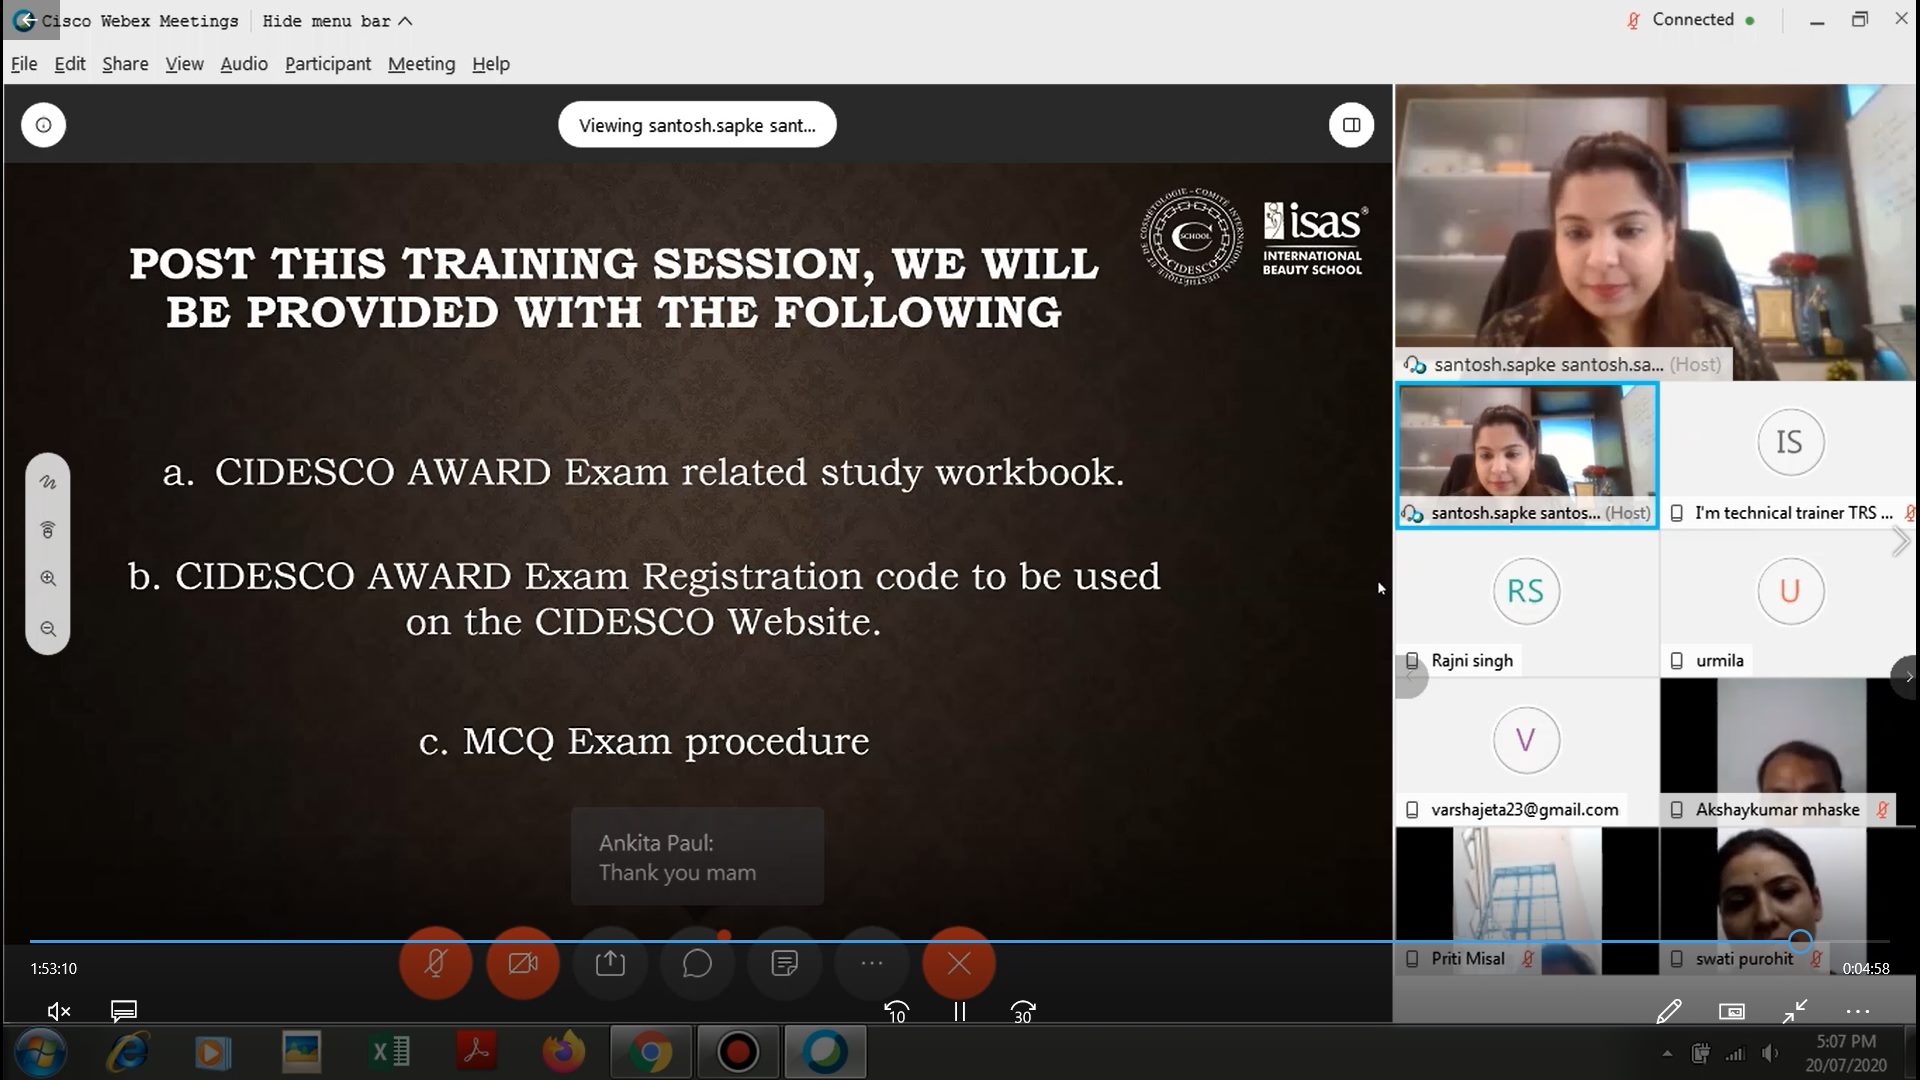 Cisco Webex Meetings
Hide menu bar
Connected
File Edit Share View Audio Participant Meeting Help
Viewing santosh.sapke sant...
COSMÉTOLOGIE - COMITÉ INTERNATIONAL D'ESTHÉTIQUE ET DE
SCHOOL
CIDESCO
isas®
INTERNATIONAL
BEAUTY SCHOOL
POST THIS TRAINING SESSION, WE WILL
BE PROVIDED WITH THE FOLLOWING
a. CIDESCO AWARD Exam related study workbook.
b. CIDESCO AWARD Exam Registration code to be used
on the CIDESCO Website.
c. MCQ Exam procedure
Ankita Paul:
Thank you mam
santosh.sapke santosh.sa... (Host)
santosh.sapke santos... (Host)
IS
I'm technical trainer TRS ...
RS
Rajni singh
U
urmila
V
varshajeta23@gmail.com
Akshaykumar mhaske
Priti Misal
swati purohit
1:53:10
0:04:58
10
30
5:07 PM
20/07/2020